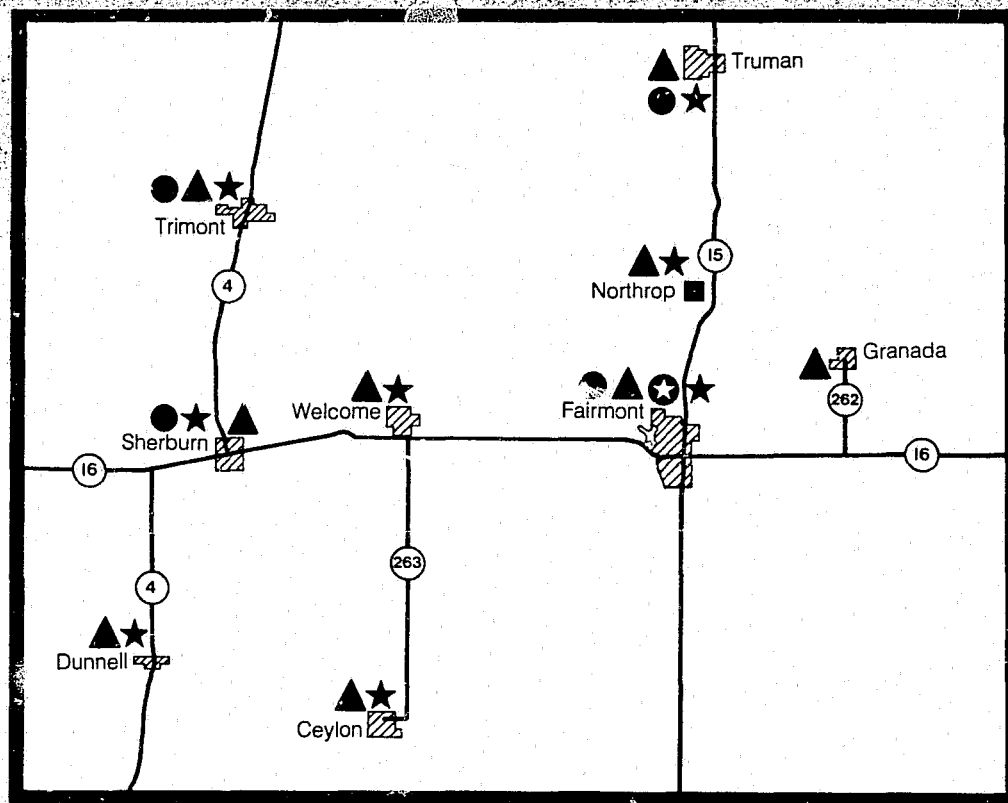 Truman
Trimont
15
4
Northrop
Granada
Welcome
Fairmont
262
Sherburn
16
16
263
4
Dunnell
Ceylon